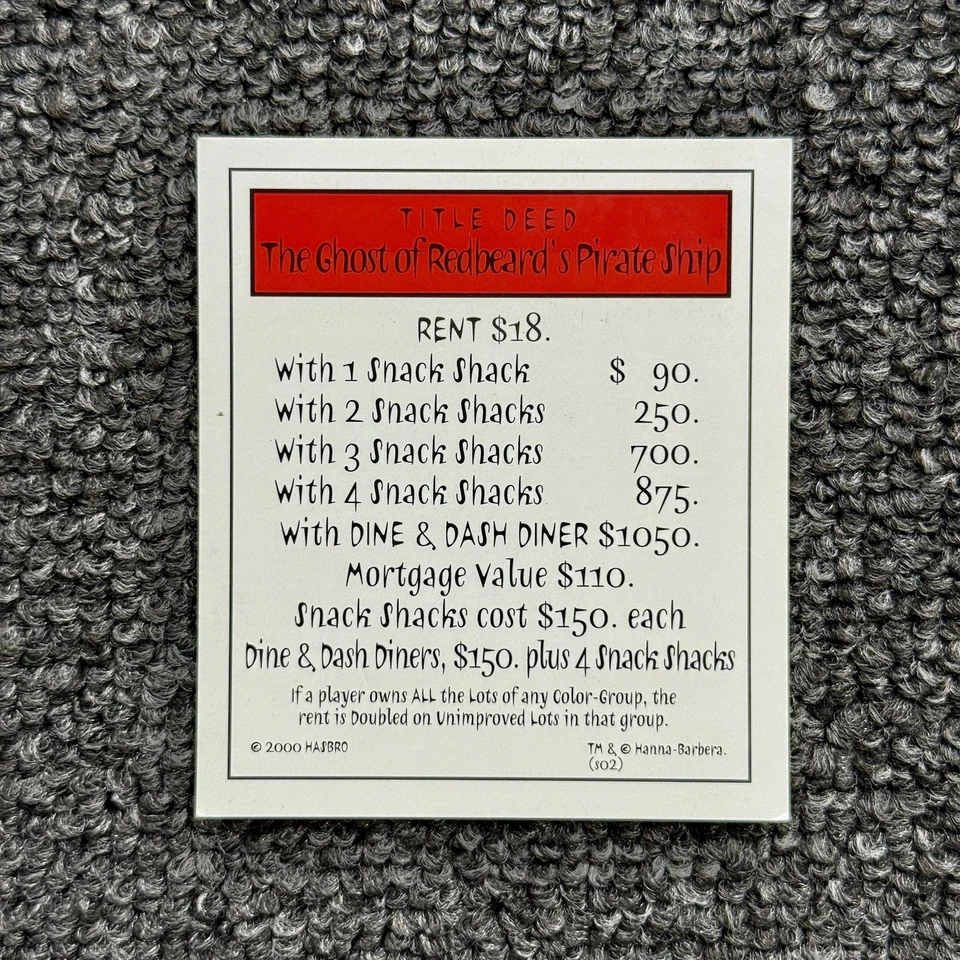 TITLE DEED
The Ghost of Redbeard's Pirate Ship
RENT $18.
With 1 Snack Shack $ 90.
With 2 Snack Shacks 250.
With 3 Snack Shacks 700.
With 4 Snack Shacks 875.
With DINE & DASH DINER $1050.
Mortgage Value $110.
Snack Shacks cost $150. each
Dine & Dash Diners, $150. plus 4 Snack Shacks
If a player owns ALL the Lots of any Color-Group, the
rent is Doubled on Unimproved Lots in that group.
© 2000 HASBRO TM & © Hanna-Barbera.
(s02)